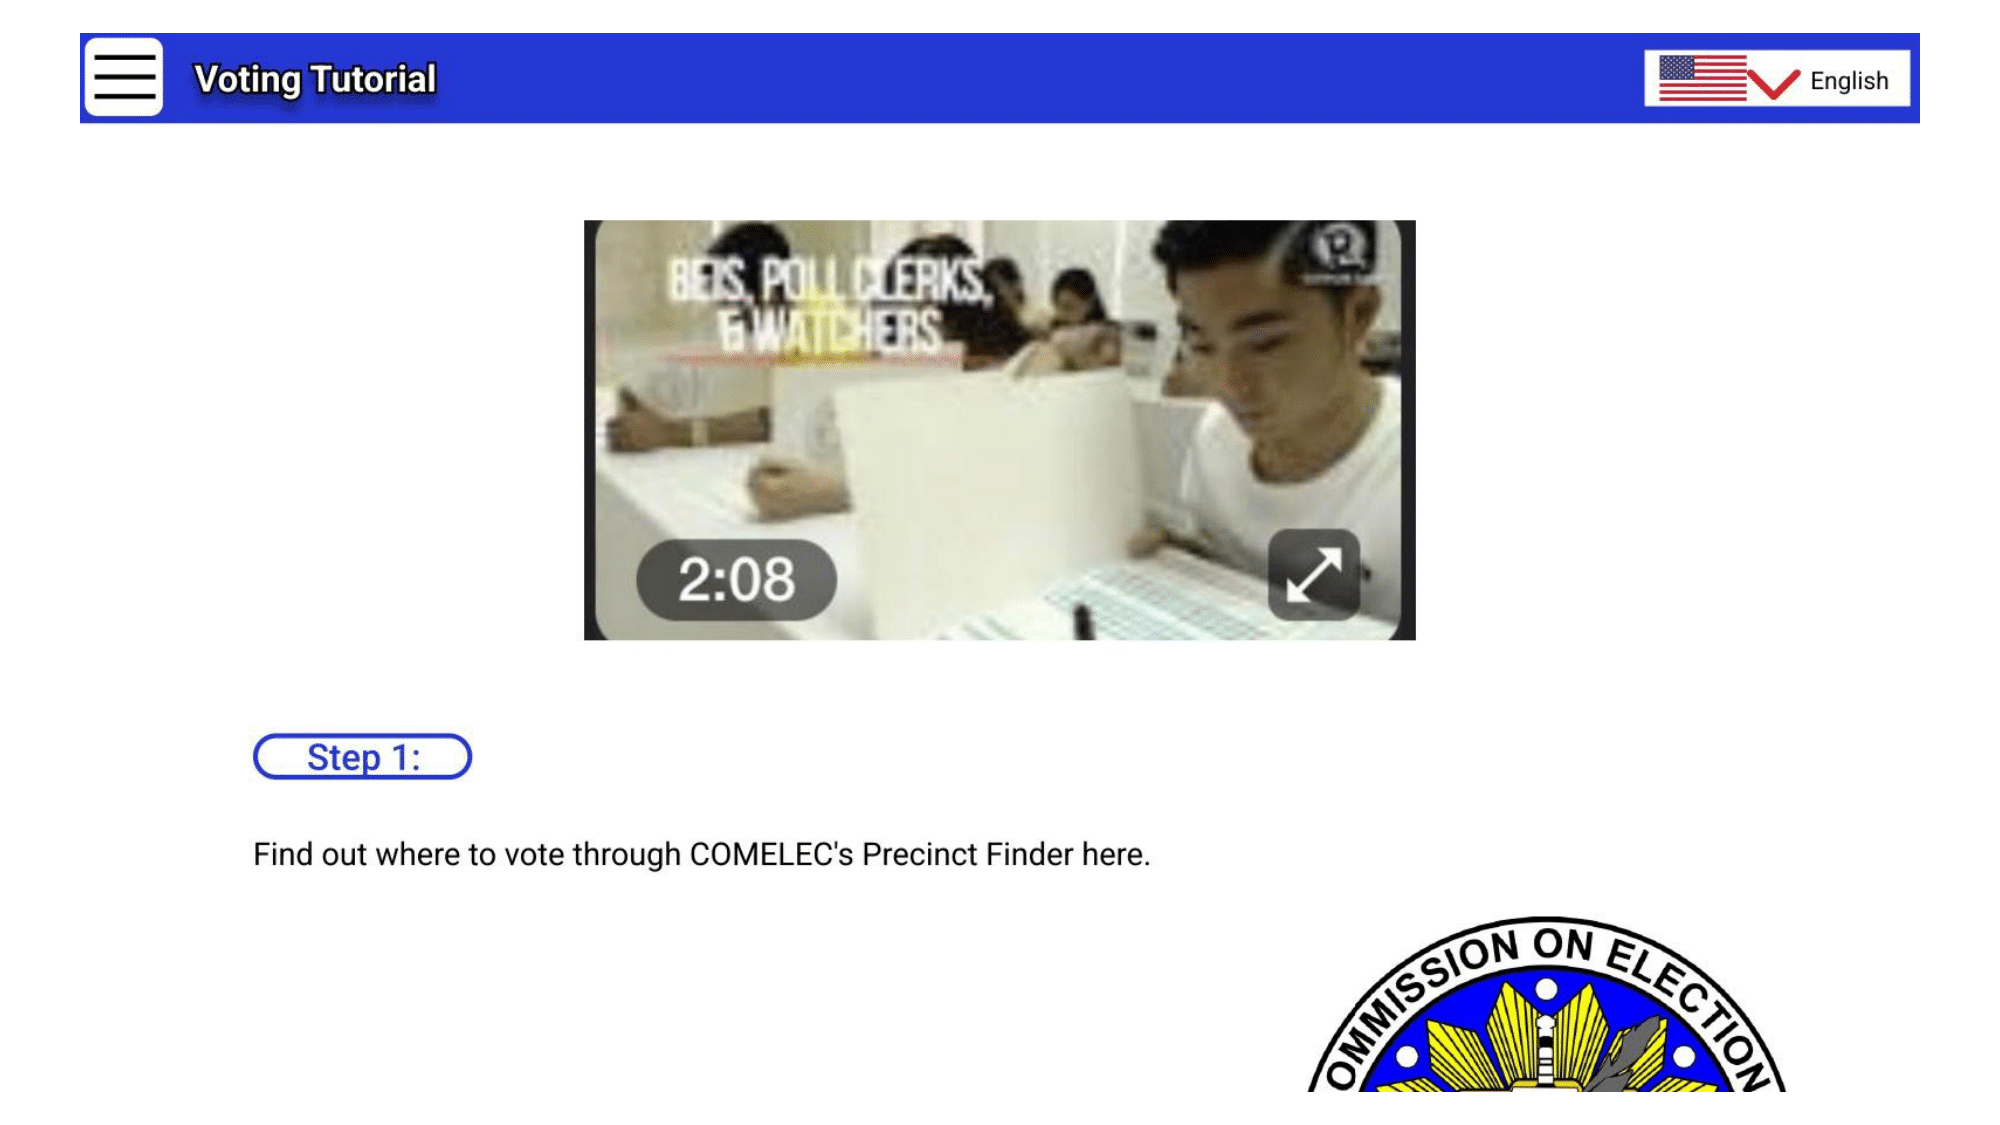 Voting Tutorial
English
BEIS, POLL CLERKS,
& WATCHERS
2:08
Step 1:
Find out where to vote through COMELEC's Precinct Finder here.
OMMISSION ON ELECTION